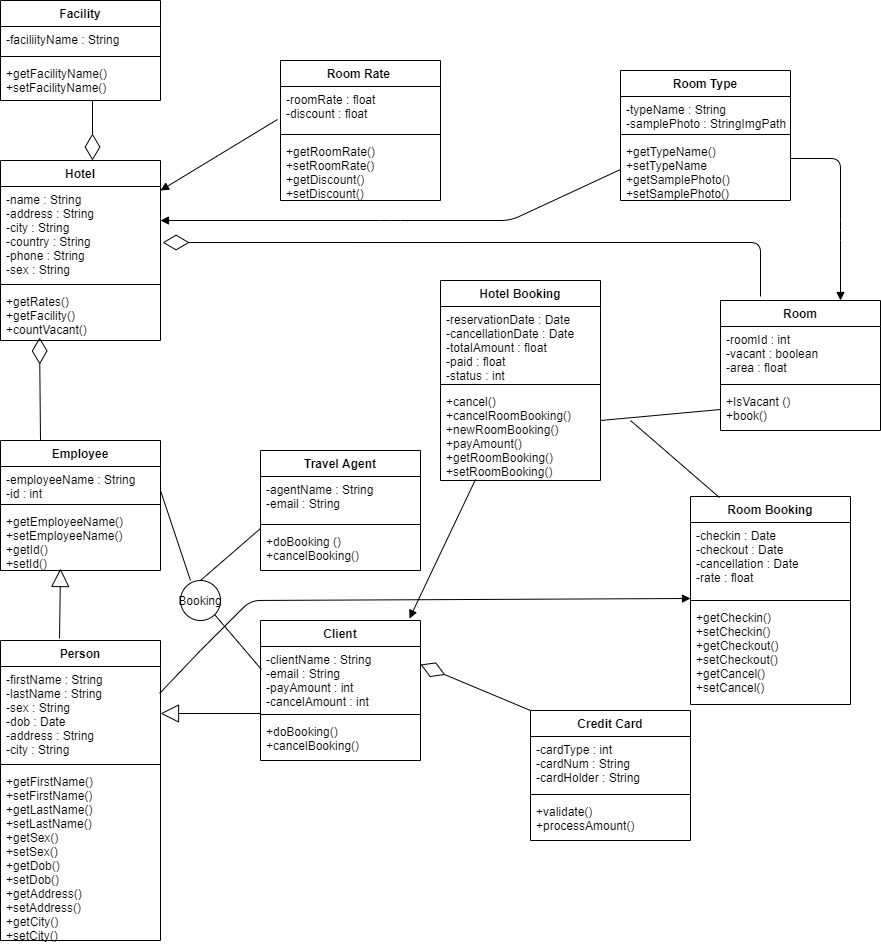 Facility
-faciliityName : String
+getFacilityName()
+setFacilityName()
Room Rate
-roomRate : float
-discount : float
+getRoomRate()
+setRoomRate()
+getDiscount()
+setDiscount()
Room Type
-typeName : String
-samplePhoto : StringImgPath
+getTypeName()
+setTypeName
+getSamplePhoto()
+setSamplePhoto()
Hotel
-name : String
-address : String
-city : String
-country : String
-phone : String
-sex : String
+getRates()
+getFacility()
+countVacant()
Hotel Booking
-reservationDate : Date
-cancellationDate : Date
-totalAmount : float
-paid : float
-status : int
+cancel()
+cancelRoomBooking()
+newRoomBooking()
+payAmount()
+getRoomBooking()
+setRoomBooking()
Room
-roomId : int
-vacant : boolean
-area : float
+IsVacant ()
+book()
Employee
-employeeName : String
-id : int
+getEmployeeName()
+setEmployeeName()
+getId()
+setId()
Travel Agent
-agentName : String
-email : String
+doBooking ()
+cancelBooking()
Room Booking
-checkin : Date
-checkout : Date
-cancellation : Date
-rate : float
+getCheckin()
+setCheckin()
+getCheckout()
+setCheckout()
+getCancel()
+setCancel()
Booking
Person
-firstName : String
-lastName : String
-sex : String
-dob : Date
-address : String
-city : String
+getFirstName()
+setFirstName()
+getLastName()
+setLastName()
+getSex()
+setSex()
+getDob()
+setDob()
+getAddress()
+setAddress()
+getCity()
+setCity()
Client
-clientName : String
-email : String
-payAmount : int
-cancelAmount : int
+doBooking()
+cancelBooking()
Credit Card
-cardType : int
-cardNum : String
-cardHolder : String
+validate()
+processAmount()